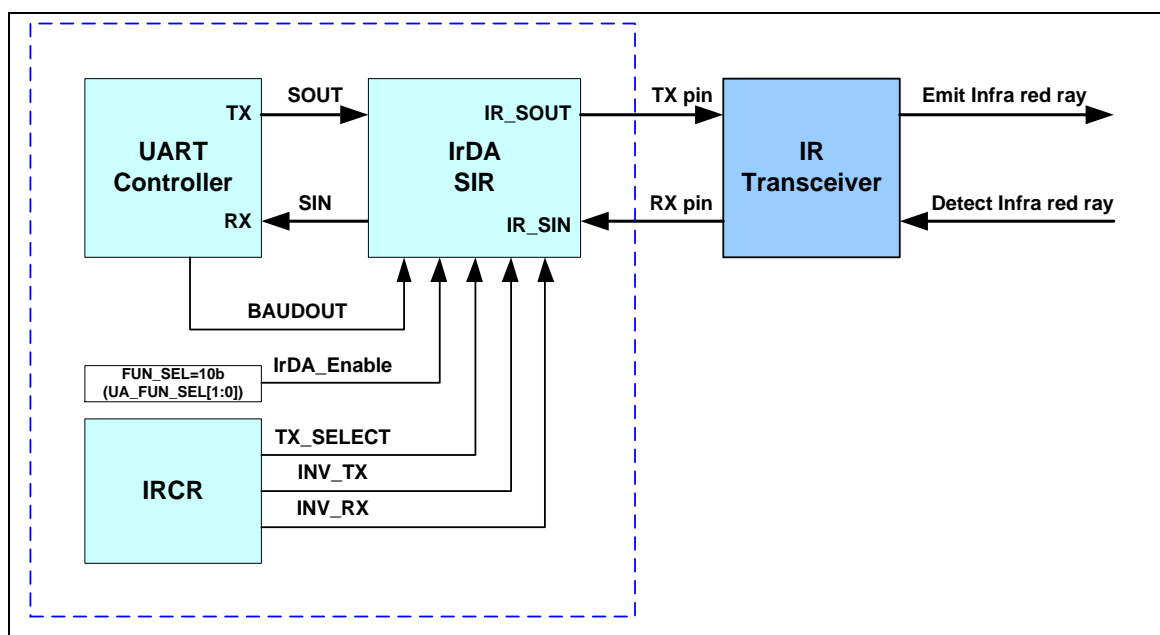 SOUT
TX pin
Emit Infra red ray
TX
IR_SOUT
UART
Controller
IrDA
SIR
IR
Transceiver
SIN
RX pin
Detect Infra red ray
RX
IR_SIN
BAUDOUT
IrDA_Enable
FUN_SEL=10b
(UA_FUN_SEL[1:0])
TX_SELECT
INV_TX
IRCR
INV_RX